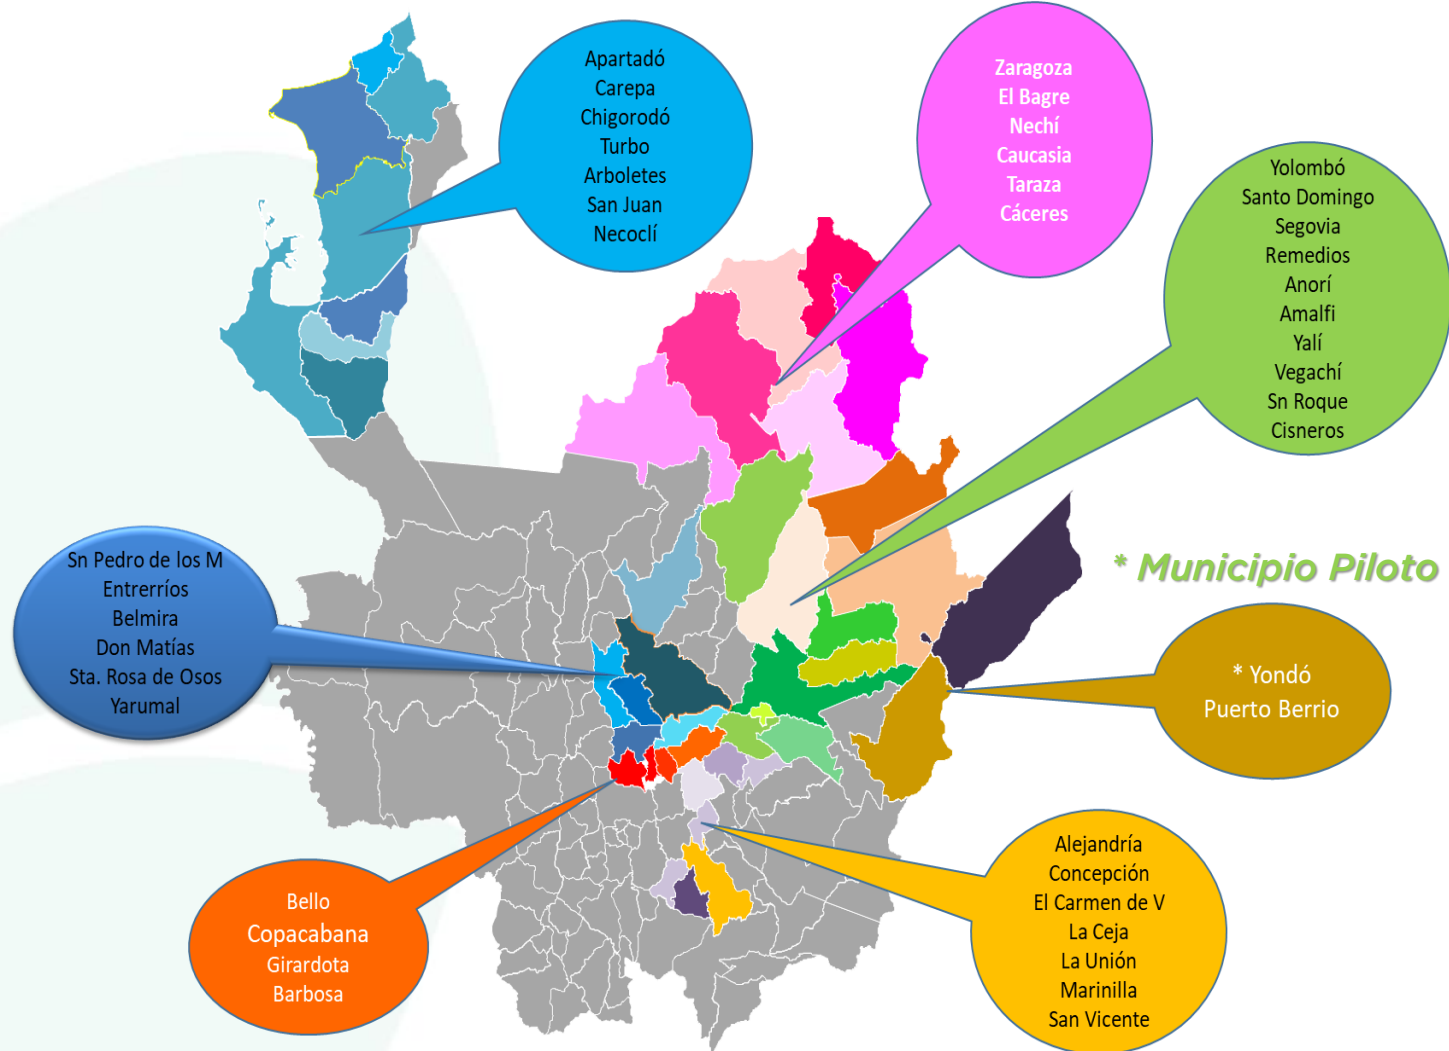 Apartadó
Carepa
Chigorodó
Turbo
Arboletes
San Juan
Necoclí
Zaragoza
El Bagre
Nechí
Caucasia
Taraza
Cáceres
Yolombó
Santo Domingo
Segovia
Remedios
Anorí
Amalfi
Yalí
Vegachí
Sn Roque
Cisneros
Sn Pedro de los M
Entrerríos
Belmira
Don Matías
Sta. Rosa de Osos
Yarumal
* Municipio Piloto
* Yondó
Puerto Berrio
Bello
Copacabana
Girardota
Barbosa
Alejandría
Concepción
El Carmen de V
La Ceja
La Unión
Marinilla
San Vicente